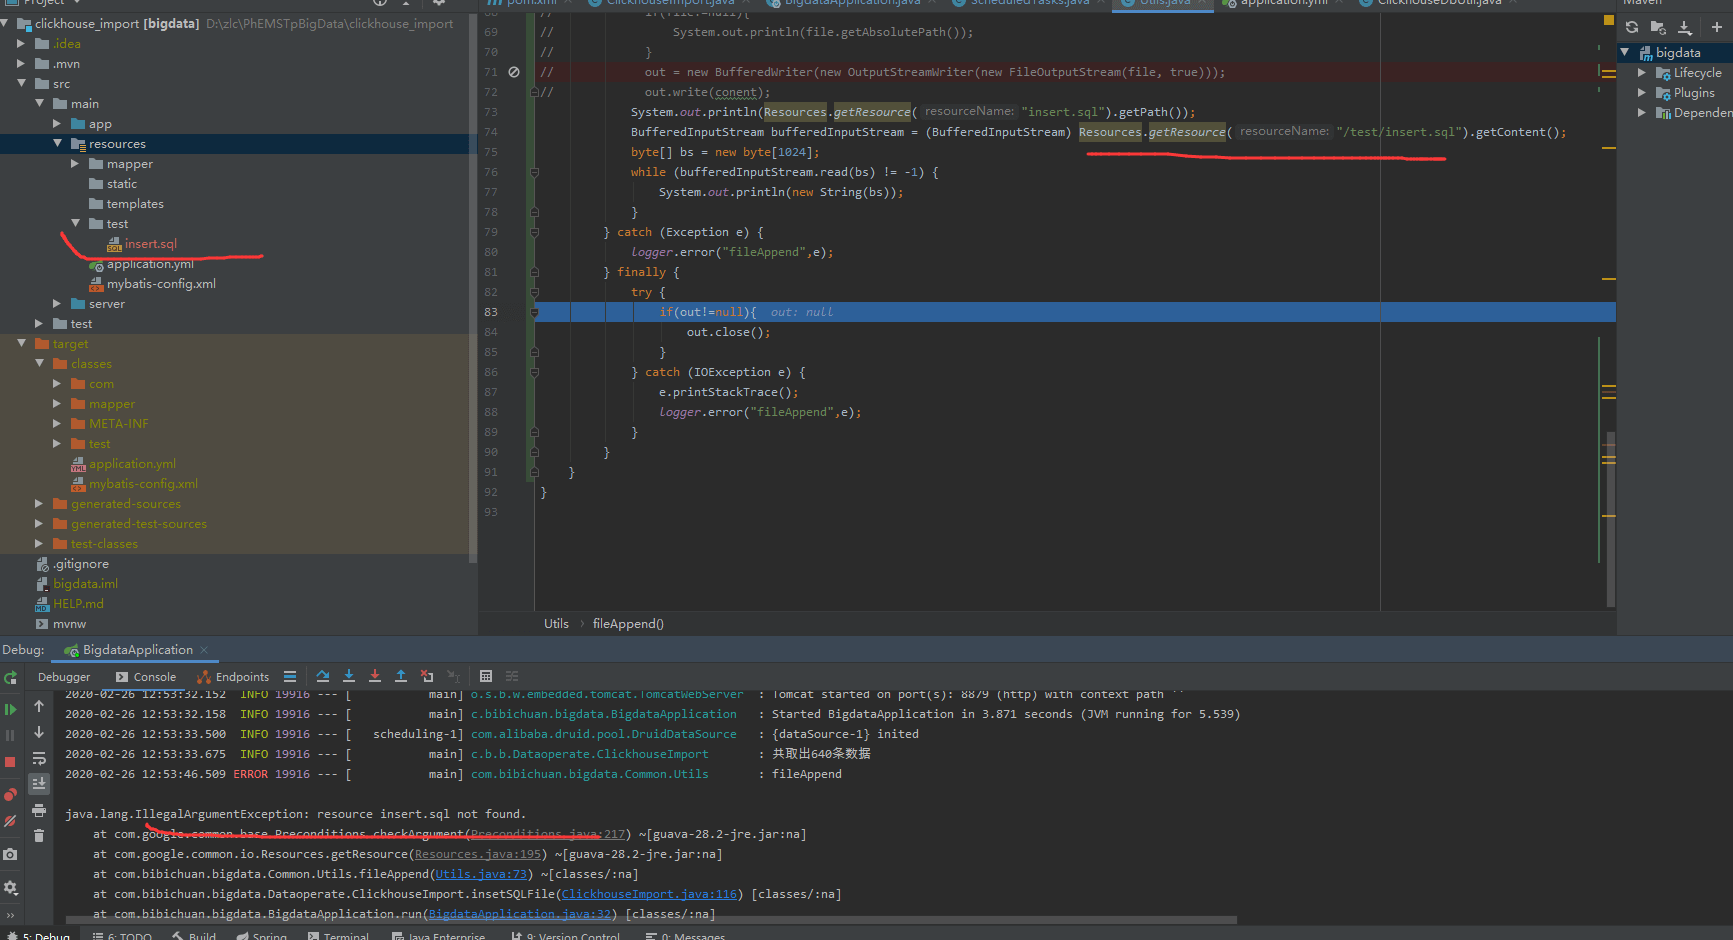 Project
pom.xml ClickhouseImport.java BigdataApplication.java ScheduledTasks.java Utils.java application.yml ClickhouseDbUtil.java Maven
clickhouse_import [bigdata] D:\zlc\PhEMSTpBigData\clickhouse_import
.idea
.mvn
src
main
app
resources
mapper
static
templates
test
insert.sql
application.yml
mybatis-config.xml
server
test
target
classes
com
mapper
META-INF
test
application.yml
mybatis-config.xml
generated-sources
generated-test-sources
test-classes
.gitignore
bigdata.iml
HELP.md
mvnw
68 // if(file!=null){
69 // System.out.println(file.getAbsolutePath());
70 // }
71 // out = new BufferedWriter(new OutputStreamWriter(new FileOutputStream(file, true)));
72 // out.write(conent);
73 System.out.println(Resources.getResource( resourceName: "insert.sql").getPath());
74 BufferedInputStream bufferedInputStream = (BufferedInputStream) Resources.getResource( resourceName: "/test/insert.sql").getContent();
75 byte[] bs = new byte[1024];
76 while (bufferedInputStream.read(bs) != -1) {
77 System.out.println(new String(bs));
78 }
79 } catch (Exception e) {
80 logger.error("fileAppend",e);
81 } finally {
82 try {
83 if(out!=null){ out: null
84 out.close();
85 }
86 } catch (IOException e) {
87 e.printStackTrace();
88 logger.error("fileAppend",e);
89 }
90 }
91 }
92 }
93
Utils › fileAppend()
bigdata
Lifecycle
Plugins
Dependen
Debug: BigdataApplication
Debugger Console Endpoints
2020-02-26 12:53:32.152 INFO 19916 --- [ main] o.s.b.w.embedded.tomcat.TomcatWebServer : Tomcat started on port(s): 8879 (http) with context path ''
2020-02-26 12:53:32.158 INFO 19916 --- [ main] c.bibichuan.bigdata.BigdataApplication : Started BigdataApplication in 3.871 seconds (JVM running for 5.539)
2020-02-26 12:53:33.500 INFO 19916 --- [ scheduling-1] com.alibaba.druid.pool.DruidDataSource : {dataSource-1} inited
2020-02-26 12:53:33.675 INFO 19916 --- [ main] c.b.b.Dataoperate.ClickhouseImport : 共取出640条数据
2020-02-26 12:53:46.509 ERROR 19916 --- [ main] com.bibichuan.bigdata.Common.Utils : fileAppend
java.lang.IllegalArgumentException: resource insert.sql not found.
at com.google.common.base.Preconditions.checkArgument(Preconditions.java:217) ~[guava-28.2-jre.jar:na]
at com.google.common.io.Resources.getResource(Resources.java:195) ~[guava-28.2-jre.jar:na]
at com.bibichuan.bigdata.Common.Utils.fileAppend(Utils.java:73) ~[classes/:na]
at com.bibichuan.bigdata.Dataoperate.ClickhouseImport.insetSQLFile(ClickhouseImport.java:116) [classes/:na]
at com.bibichuan.bigdata.BigdataApplication.run(BigdataApplication.java:32) [classes/:na]
5: Debug 6: TODO Build Spring Terminal Java Enterprise 9: Version Control 0: Messages